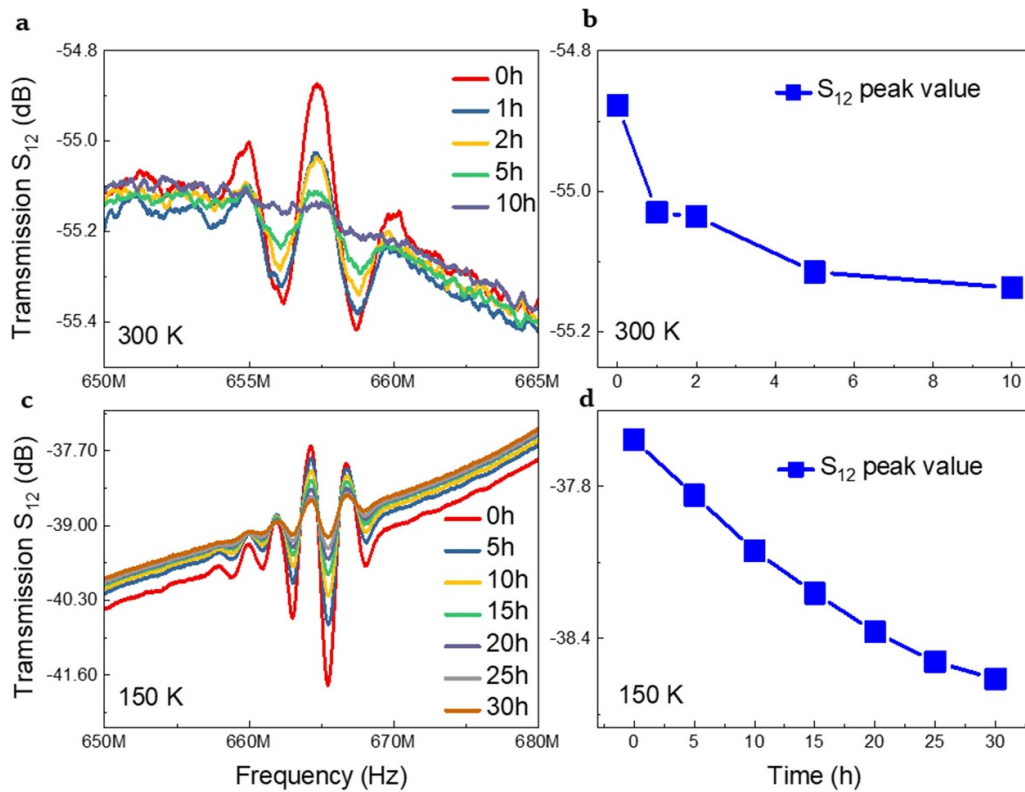 a
Tramsmission S12 (dB)
-54.8
-55.0
-55.2
-55.4
0h
1h
2h
5h
10h
300 K
650M
655M
660M
665M
b
-54.8
-55.0
-55.2
S12 peak value
300 K
0
2
4
6
8
10
c
Tramsmission S12 (dB)
-37.70
-39.00
-40.30
-41.60
0h
5h
10h
15h
20h
25h
30h
150 K
650M
660M
670M
680M
Frequency (Hz)
d
-37.8
-38.4
S12 peak value
150 K
0
5
10
15
20
25
30
Time (h)